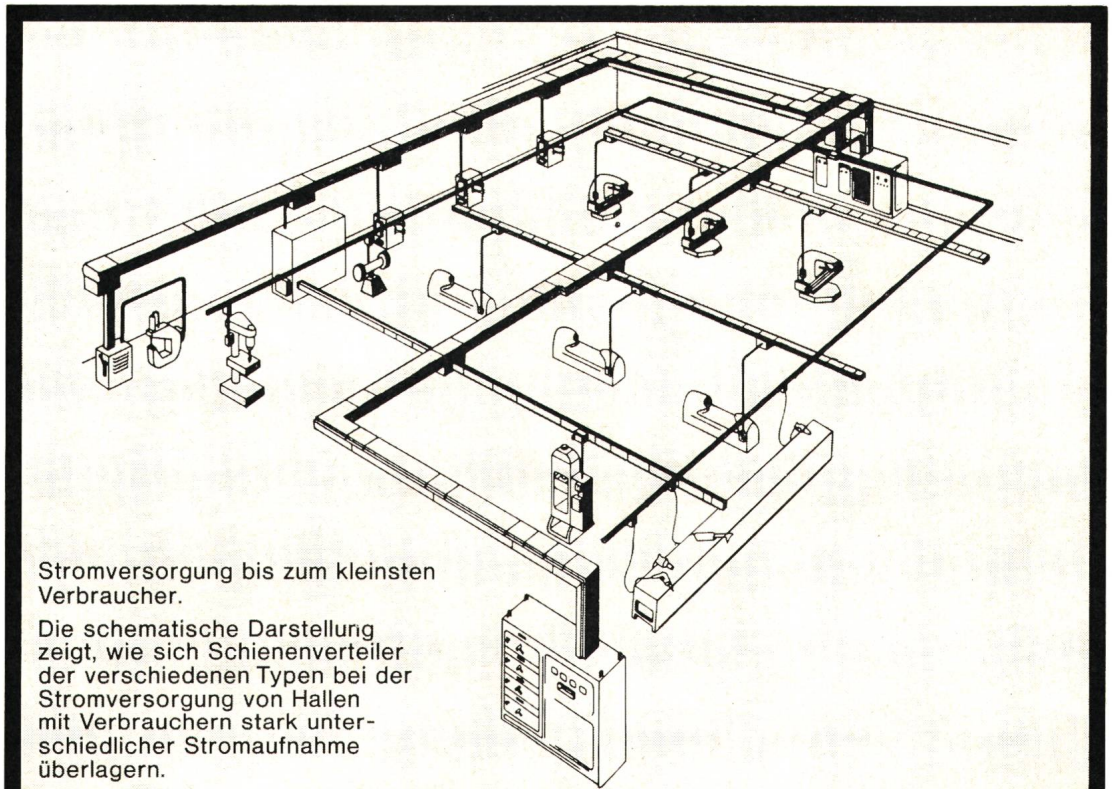 Stromversorgung bis zum kleinsten
Verbraucher.
Die schematische Darstellung
zeigt, wie sich Schienenverteiler
der verschiedenen Typen bei der
Stromversorgung von Hallen
mit Verbrauchern stark unter-
schiedlicher Stromaufnahme
überlagern.